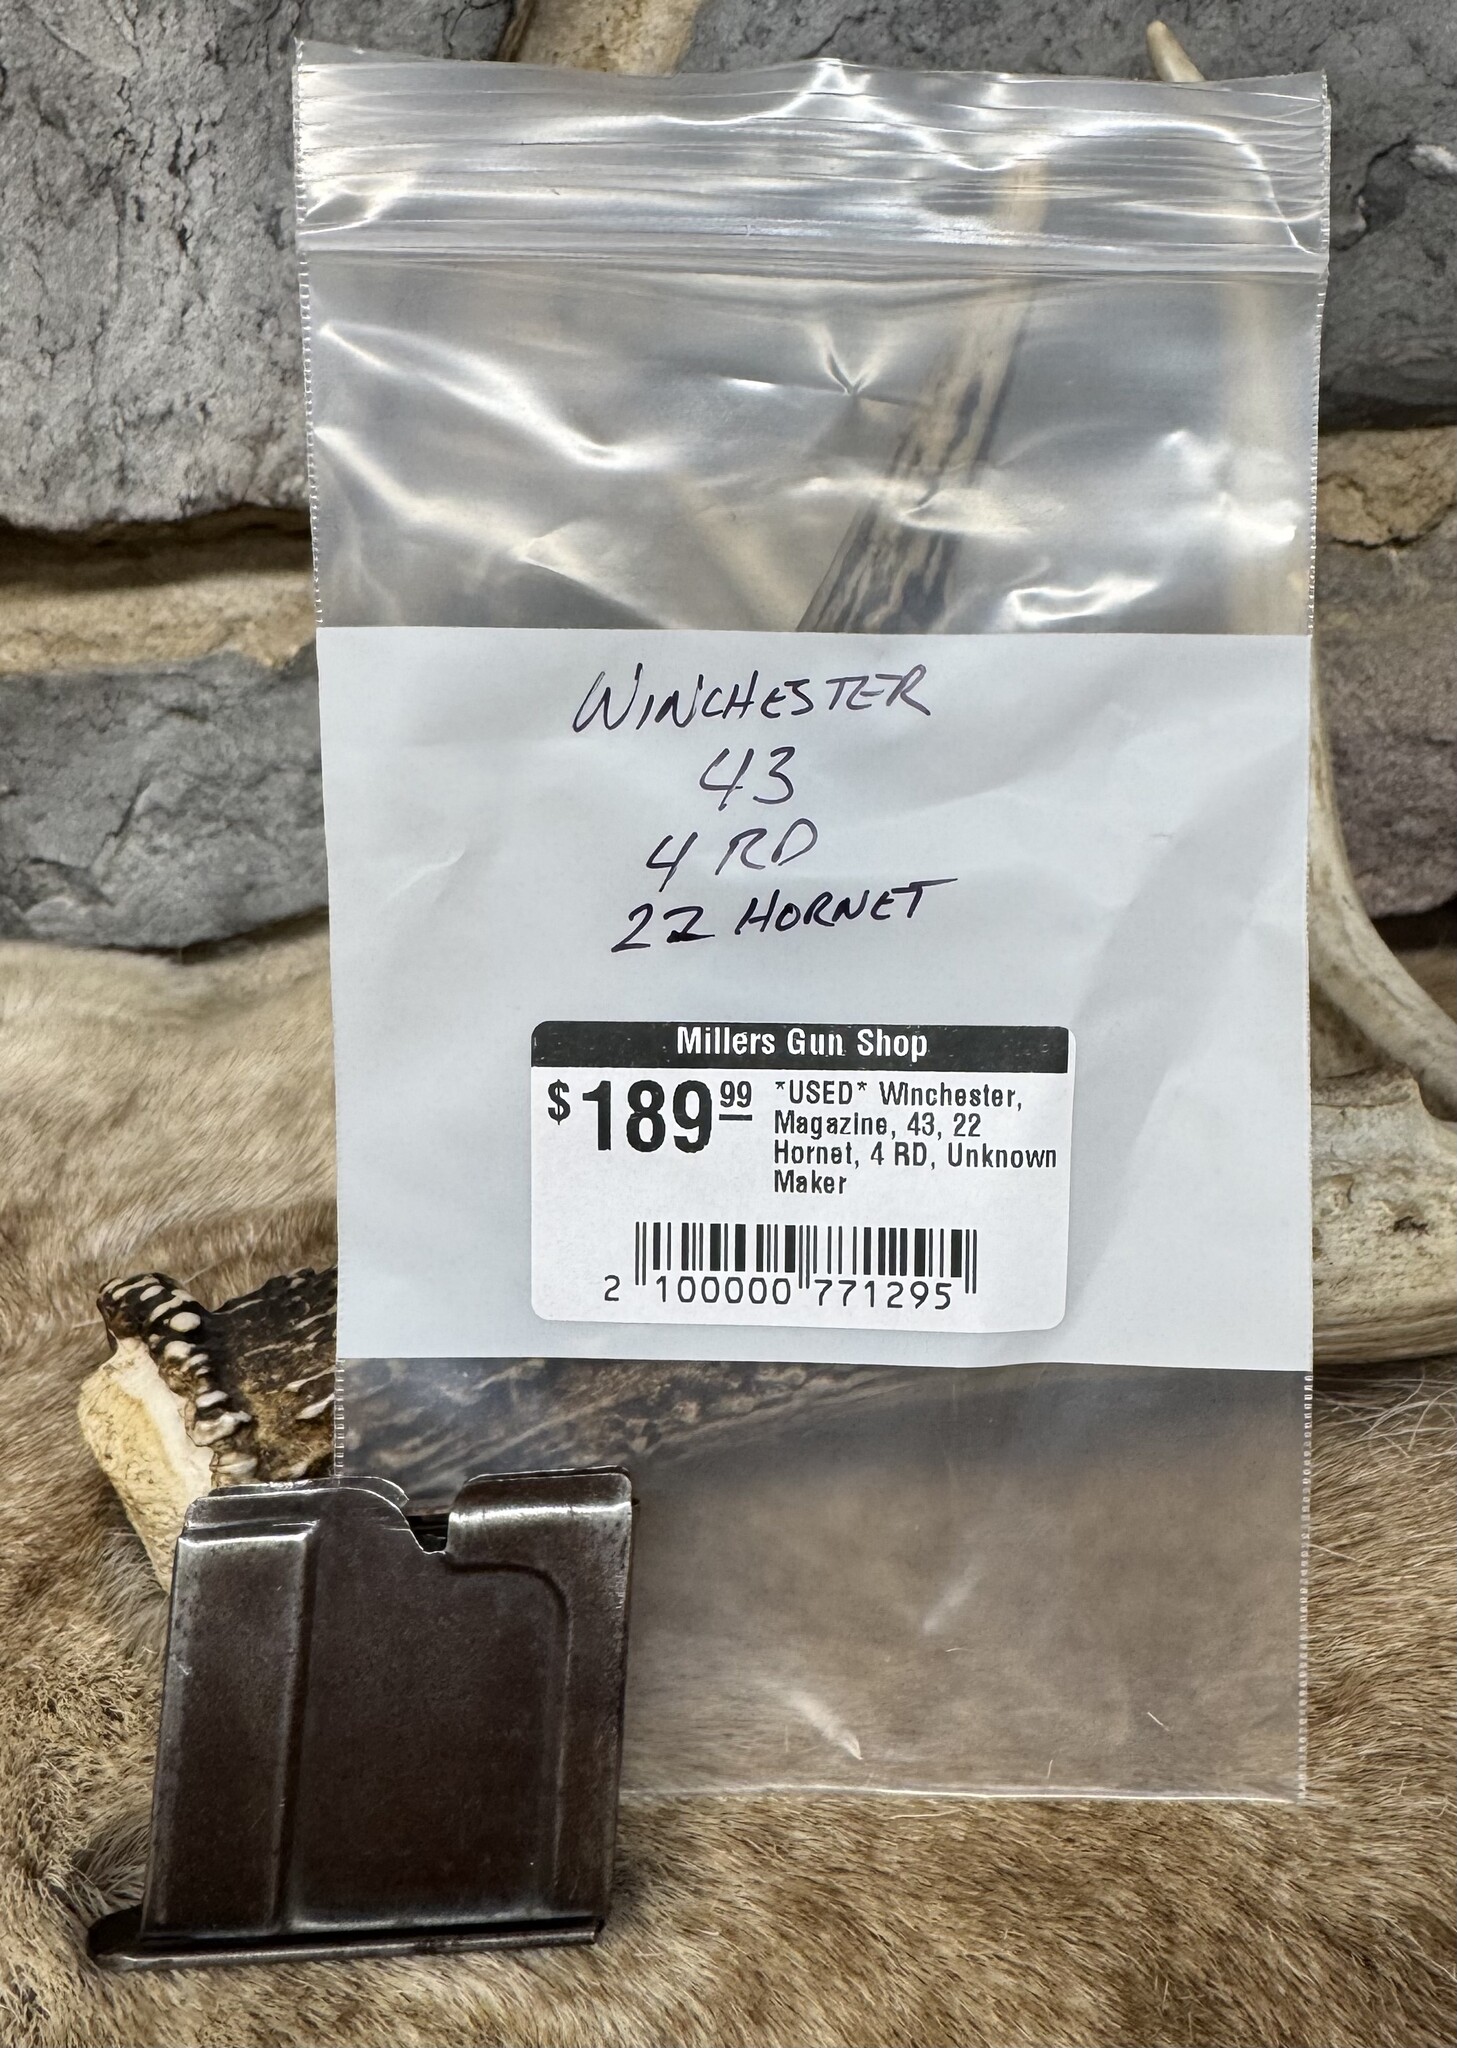 WINCHESTER
43
4 RD
22 HORNET
Millers Gun Shop
$189.99 *USED* Winchester,
Magazine, 43, 22
Hornet, 4 RD, Unknown
Maker
2 100000 771295